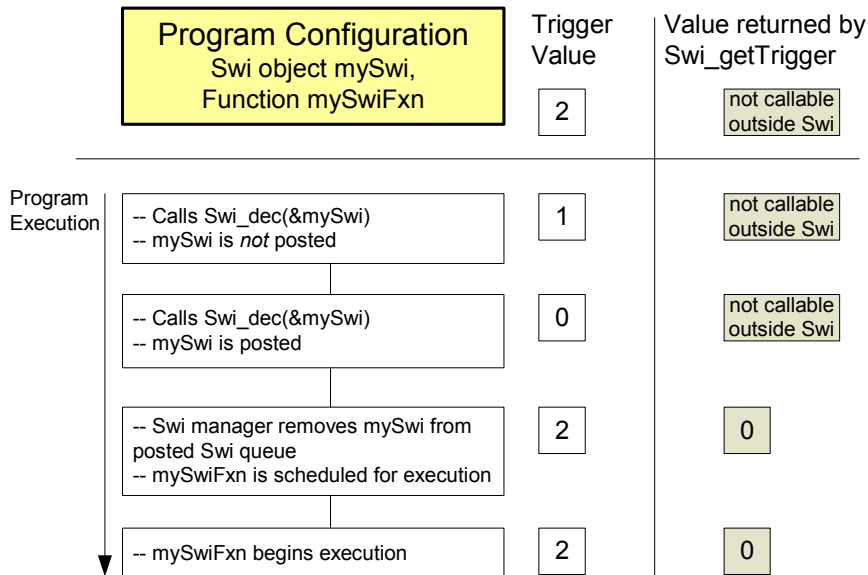 Program Configuration
Swi object mySwi,
Function mySwiFxn
Trigger
Value
Value returned by
Swi_getTrigger
2
not callable
outside Swi
Program
Execution
-- Calls Swi_dec(&mySwi)
-- mySwi is not posted
1
not callable
outside Swi
-- Calls Swi_dec(&mySwi)
-- mySwi is posted
0
not callable
outside Swi
-- Swi manager removes mySwi from
posted Swi queue
-- mySwiFxn is scheduled for execution
2
0
-- mySwiFxn begins execution
2
0